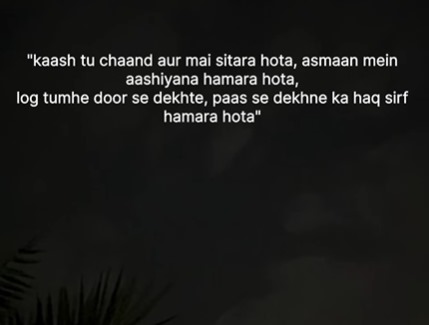 "kaash tu chaand aur mai sitara hota, asmaan mein
aashiyana hamara hota,
log tumhe door se dekhte, paas se dekhne ka haq sirf
hamara hota"